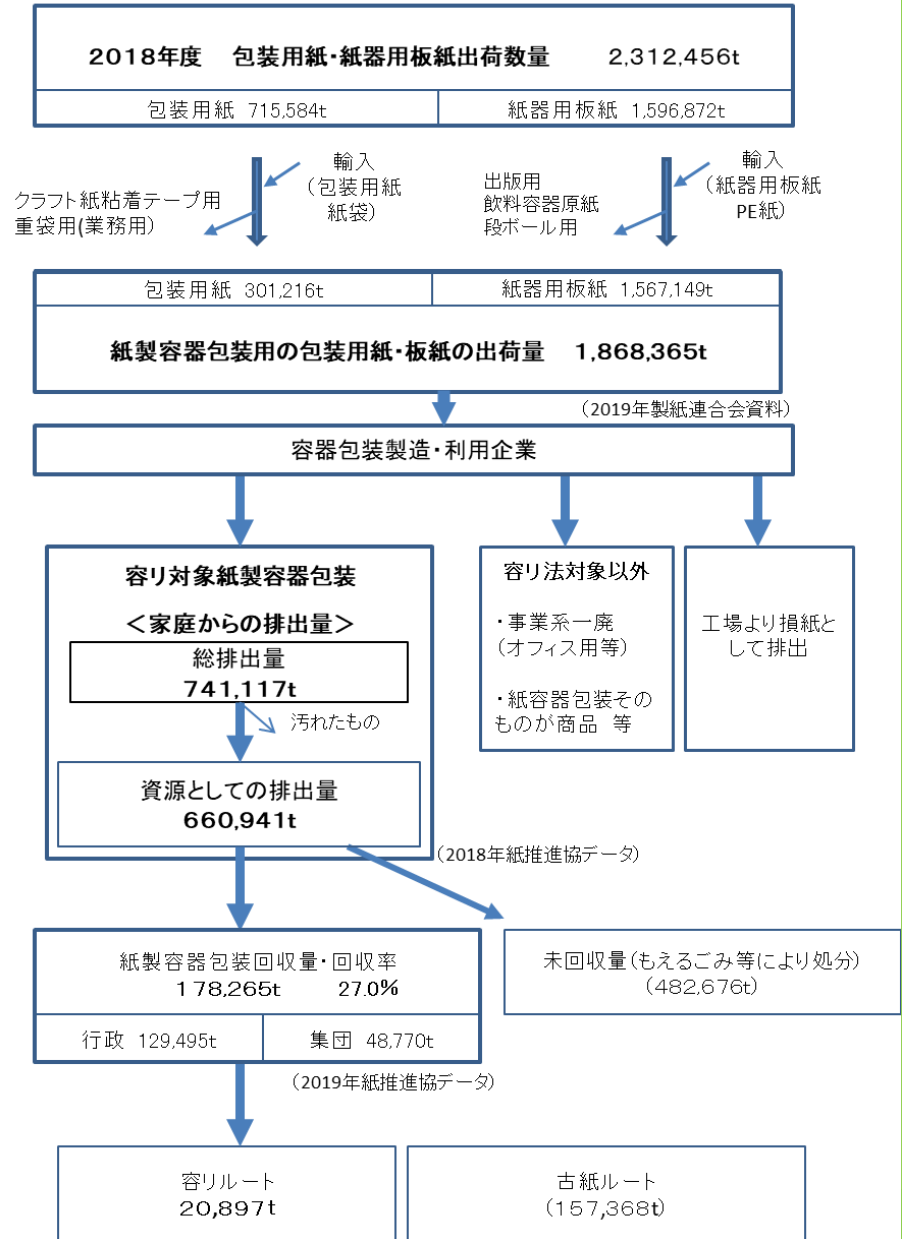 2018年度 包装用紙・紙器用板紙出荷数量 2,312,456t
包装用紙 715,584t
紙器用板紙 1,596,872t
クラフト紙粘着テープ用
重袋用(業務用)
輸入
(包装用紙
紙袋)
出版用
飲料容器原紙
段ボール用
輸入
(紙器用板紙
PE紙)
包装用紙 301,216t
紙器用板紙 1,567,149t
紙製容器包装用の包装用紙・板紙の出荷量 1,868,365t
(2019年製紙連合会資料)
容器包装製造・利用企業
容リ対象紙製容器包装
<家庭からの排出量>
総排出量
741,117t
汚れたもの
資源としての排出量
660,941t
容リ法対象以外
・事業系一廃
(オフィス用等)
・紙容器包装その
ものが商品 等
工場より損紙と
して排出
(2018年紙推進協データ)
紙製容器包装回収量・回収率
178,265t 27.0%
行政 129,495t
集団 48,770t
未回収量(もえるごみ等により処分)
(482,676t)
(2019年紙推進協データ)
容リルート
20,897t
古紙ルート
(157,368t)